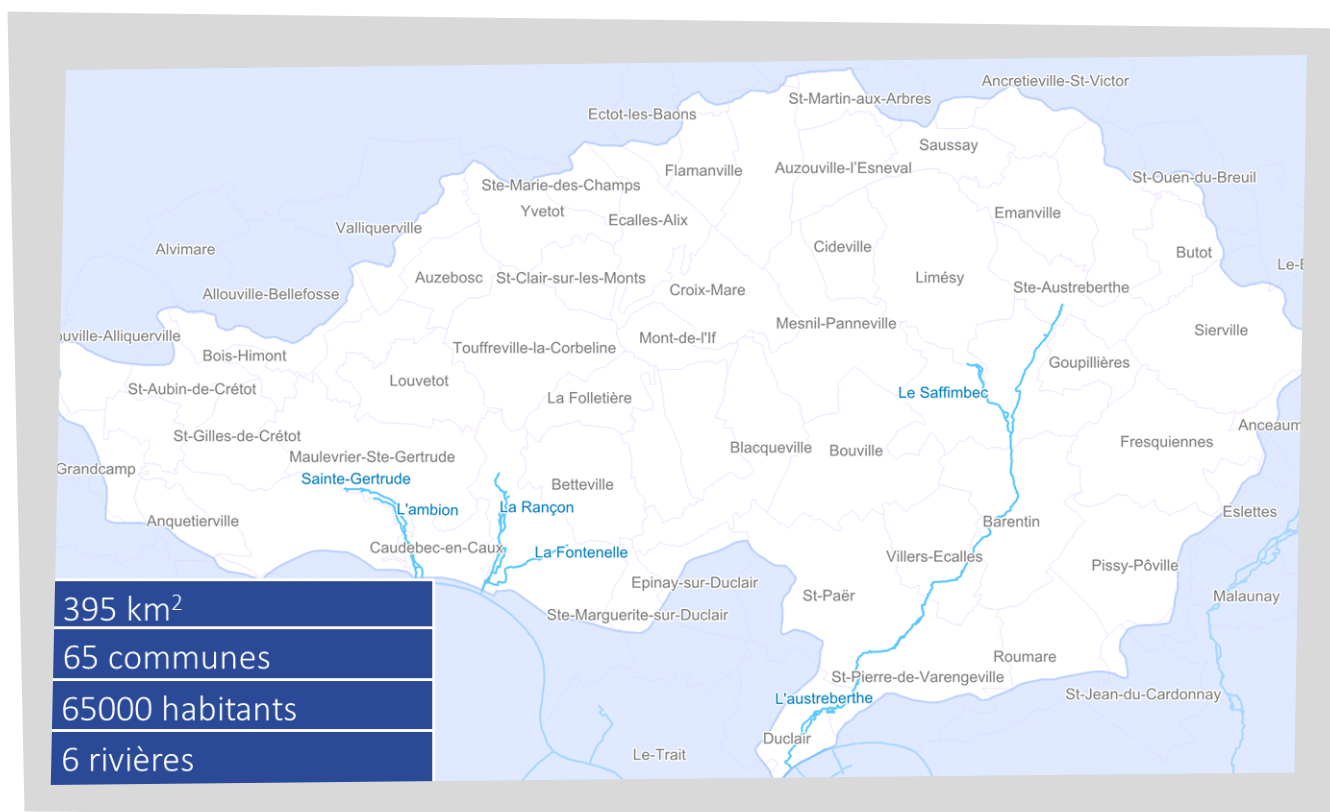 Ancretieville-St-Victor
St-Martin-aux-Arbres
Ectot-les-Baons
Saussay
Flamanville
Auzouville-l'Esneval
St-Ouen-du-Breuil
Ste-Marie-des-Champs
Yvetot
Ecalles-Alix
Emanville
Valliquerville
Alvimare
Cideville
Butot
Le-E
Auzebosc
St-Clair-sur-les-Monts
Limésy
Croix-Mare
Ste-Austreberthe
Allouville-Bellefosse
Mesnil-Panneville
Sierville
ouville-Alliquerville
Mont-de-l'If
Touffreville-la-Corbeline
Bois-Himont
Goupillières
Louvetot
St-Aubin-de-Crétot
Le Saffimbec
La Folletière
Anceaum
St-Gilles-de-Crétot
Fresquiennes
Blacqueville
Bouville
Maulevrier-Ste-Gertrude
Grandcamp
Sainte-Gertrude
Betteville
L'ambion
La Rançon
Eslettes
Anquetierville
Barentin
Caudebec-en-Caux
La Fontenelle
Villers-Ecalles
Pissy-Pôville
Epinay-sur-Duclair
St-Paër
Malaunay
Ste-Marguerite-sur-Duclair
Roumare
St-Pierre-de-Varengeville
St-Jean-du-Cardonnay
L'austreberthe
Duclair
Le-Trait
395 km²
65 communes
65000 habitants
6 rivières